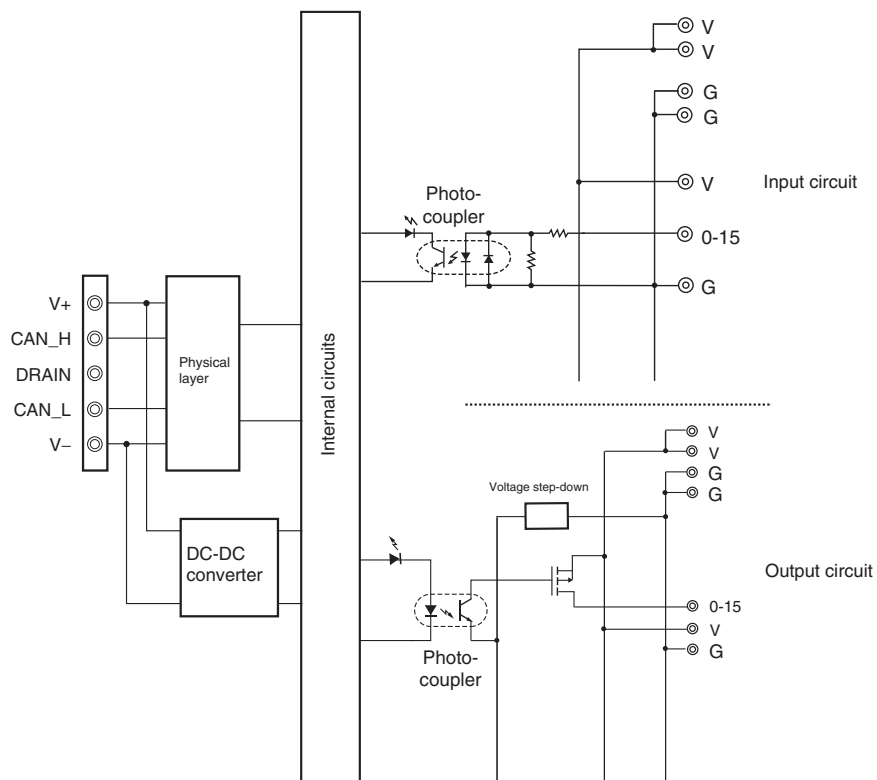 V
V
G
G
V
Input circuit
Photo-
coupler
0-15
G
V+
CAN_H
DRAIN
CAN_L
V–
Physical
layer
Internal circuits
DC-DC
converter
V
V
G
G
Voltage step-down
Output circuit
0-15
V
G
Photo-
coupler